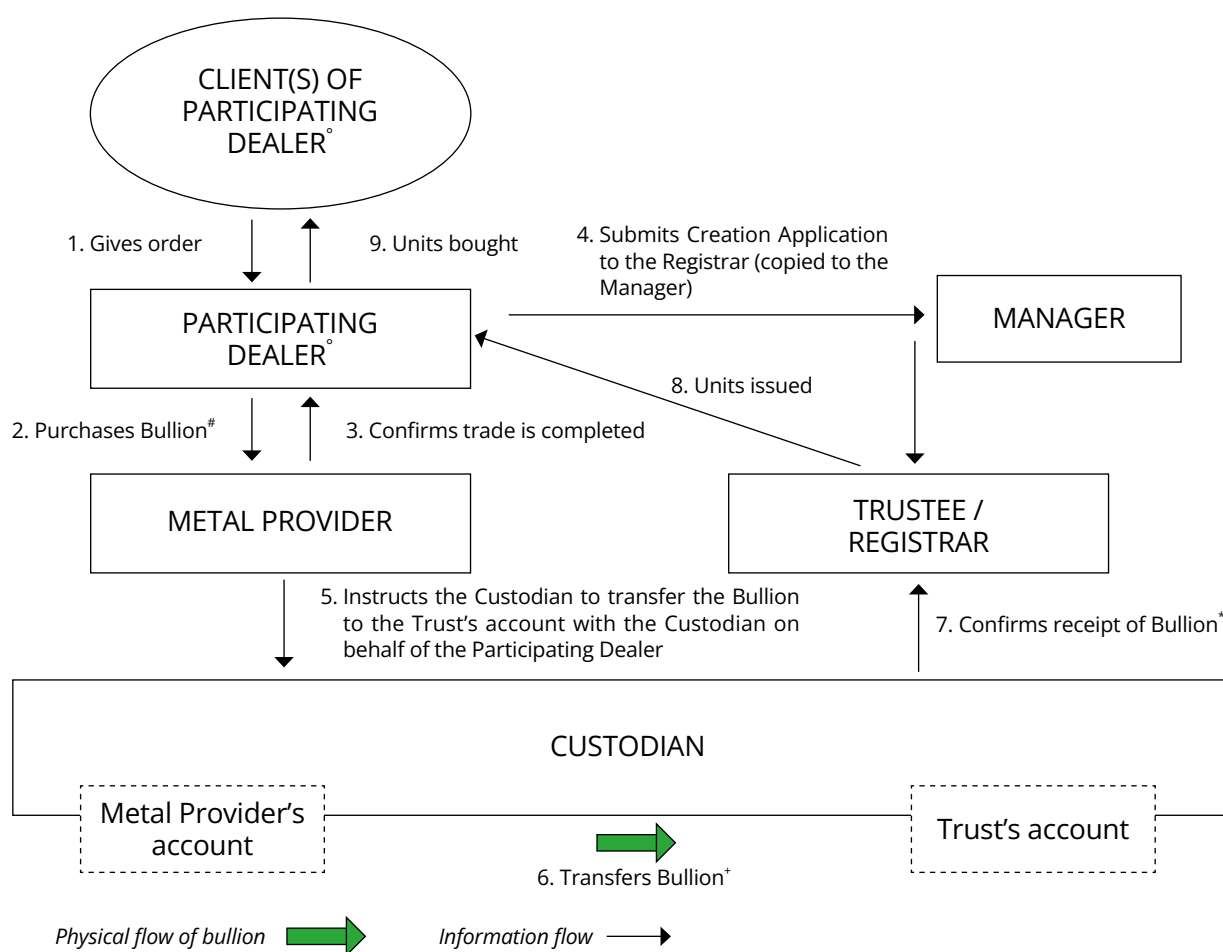 CLIENT(S) OF
PARTICIPATING
DEALER°
1. Gives order
9. Units bought
4. Submits Creation Application
to the Registrar (copied to the
Manager)
PARTICIPATING
DEALER°
MANAGER
8. Units issued
2. Purchases Bullion#
3. Confirms trade is completed
METAL PROVIDER
TRUSTEE /
REGISTRAR
5. Instructs the Custodian to transfer the Bullion
to the Trust’s account with the Custodian on
behalf of the Participating Dealer
7. Confirms receipt of Bullion*
CUSTODIAN
Metal Provider’s
account
Trust’s account
6. Transfers Bullion+
Physical flow of bullion
Information flow